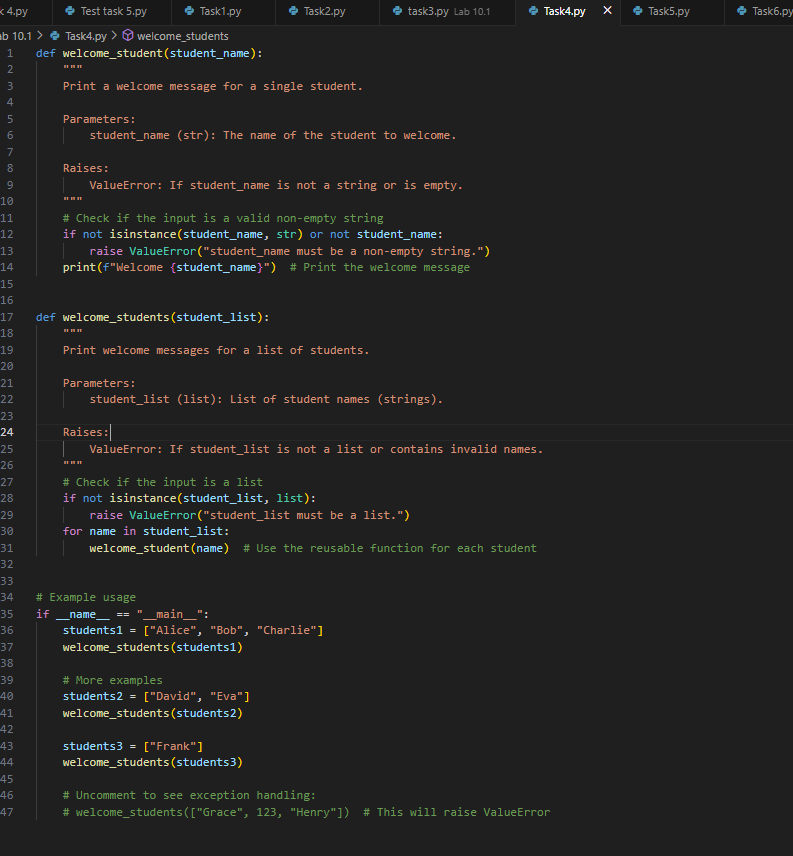 k 4.py Test task 5.py Task1.py Task2.py task3.py Lab 10.1 Task4.py Task5.py Task6.py
ab 10.1 > Task4.py > welcome_students
1 def welcome_student(student_name):
2     """
3     Print a welcome message for a single student.
4
5     Parameters:
6         student_name (str): The name of the student to welcome.
7
8     Raises:
9         ValueError: If student_name is not a string or is empty.
10     """
11     # Check if the input is a valid non-empty string
12     if not isinstance(student_name, str) or not student_name:
13         raise ValueError("student_name must be a non-empty string.")
14     print(f"Welcome {student_name}")  # Print the welcome message
15
16
17 def welcome_students(student_list):
18     """
19     Print welcome messages for a list of students.
20
21     Parameters:
22         student_list (list): List of student names (strings).
23
24     Raises:
25         ValueError: If student_list is not a list or contains invalid names.
26     """
27     # Check if the input is a list
28     if not isinstance(student_list, list):
29         raise ValueError("student_list must be a list.")
30     for name in student_list:
31         welcome_student(name)  # Use the reusable function for each student
32
33
34 # Example usage
35 if __name__ == "__main__":
36     students1 = ["Alice", "Bob", "Charlie"]
37     welcome_students(students1)
38
39     # More examples
40     students2 = ["David", "Eva"]
41     welcome_students(students2)
42
43     students3 = ["Frank"]
44     welcome_students(students3)
45
46     # Uncomment to see exception handling:
47     # welcome_students(["Grace", 123, "Henry"])  # This will raise ValueError